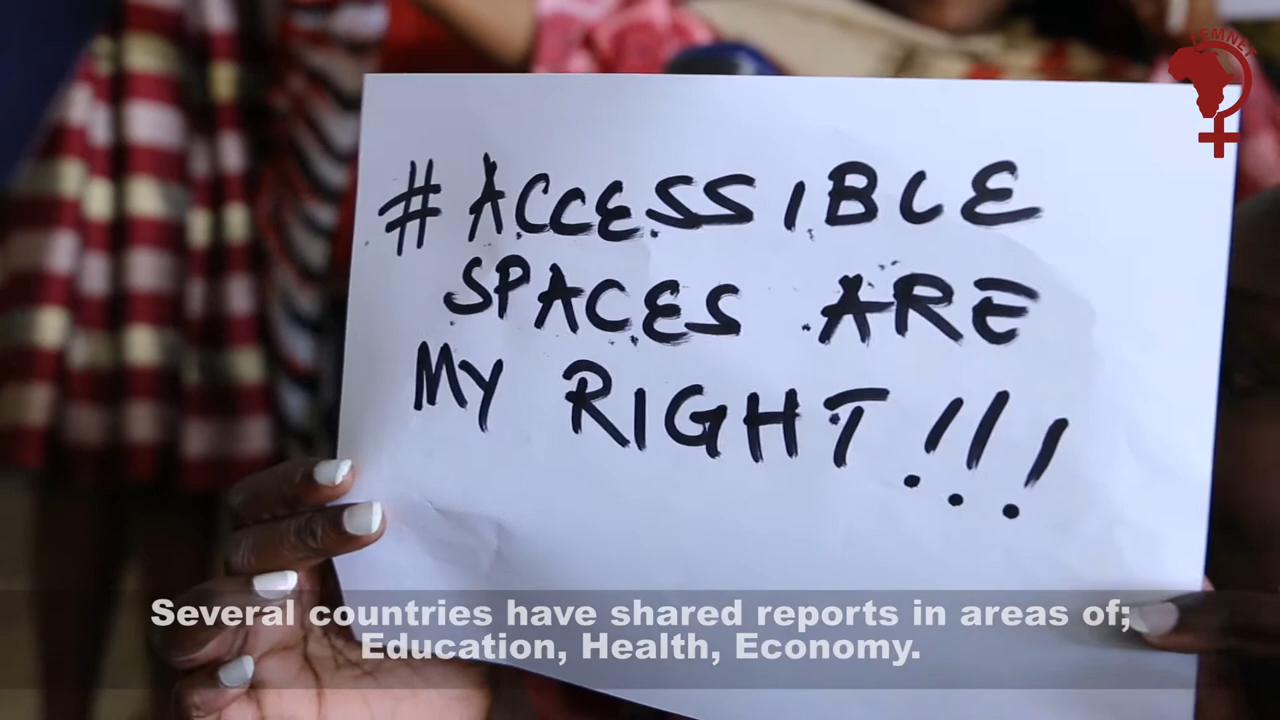 FEMNET
#ACCESSIBLE
SPACES ARE
MY RIGHT!!!
Several countries have shared reports in areas of;
Education, Health, Economy.